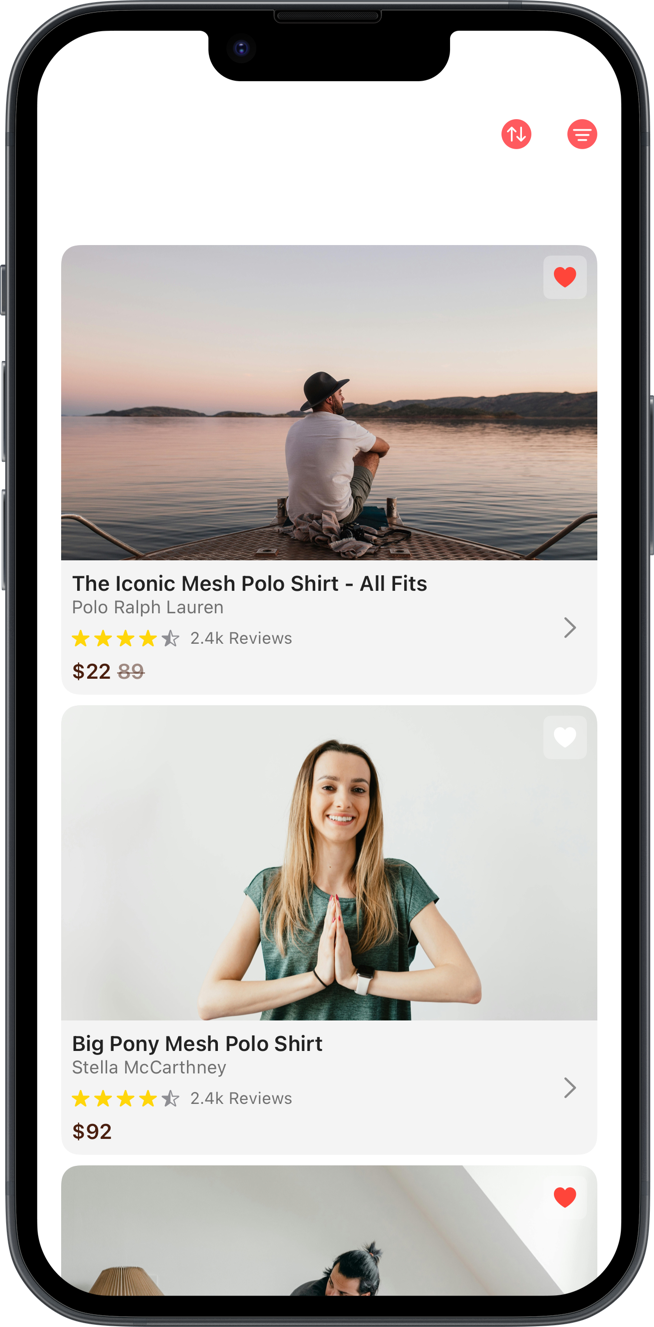 The Iconic Mesh Polo Shirt - All Fits
Polo Ralph Lauren
2.4k Reviews
$22 89
Big Pony Mesh Polo Shirt
Stella McCarthney
2.4k Reviews
$92